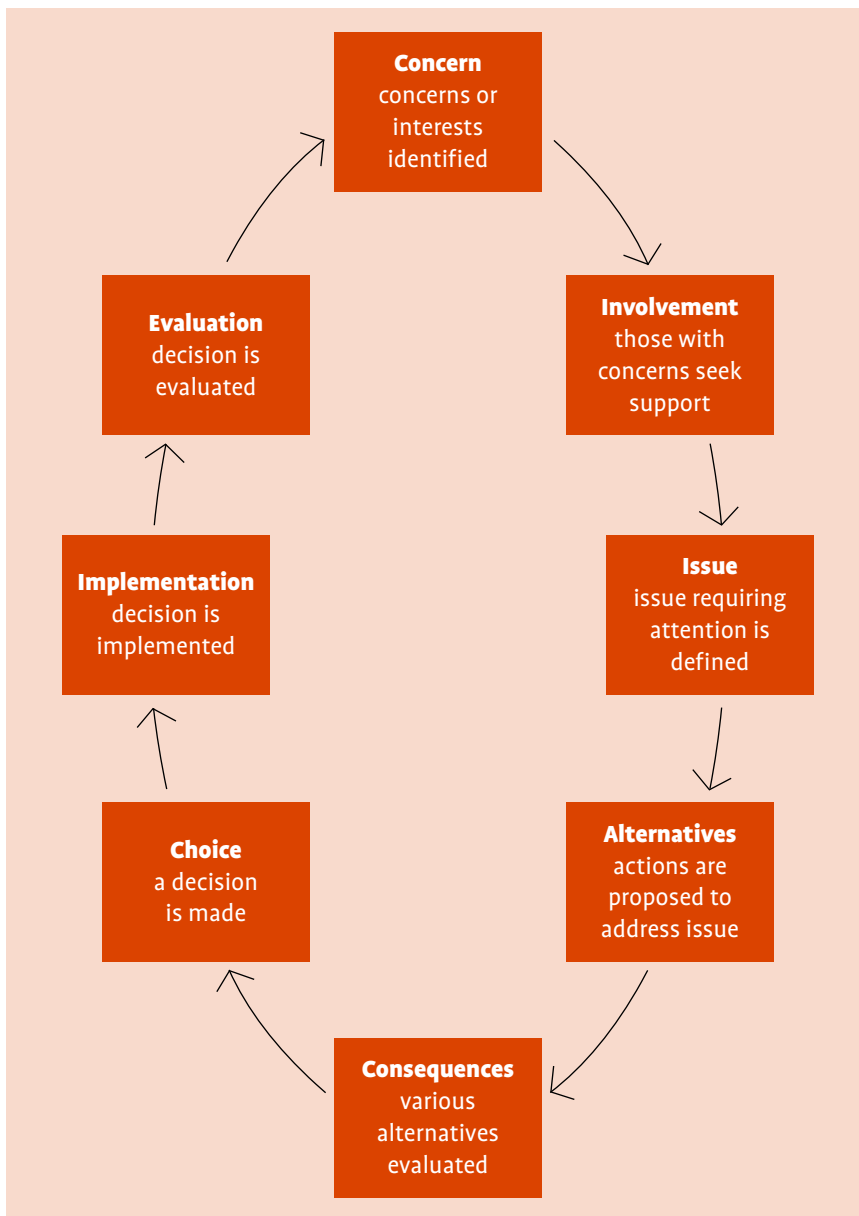 Concern
concerns or
interests
identified
Involvement
those with
concerns seek
support
Issue
issue requiring
attention is
defined
Alternatives
actions are
proposed to
address issue
Consequences
various
alternatives
evaluated
Choice
a decision
is made
Implementation
decision is
implemented
Evaluation
decision is
evaluated